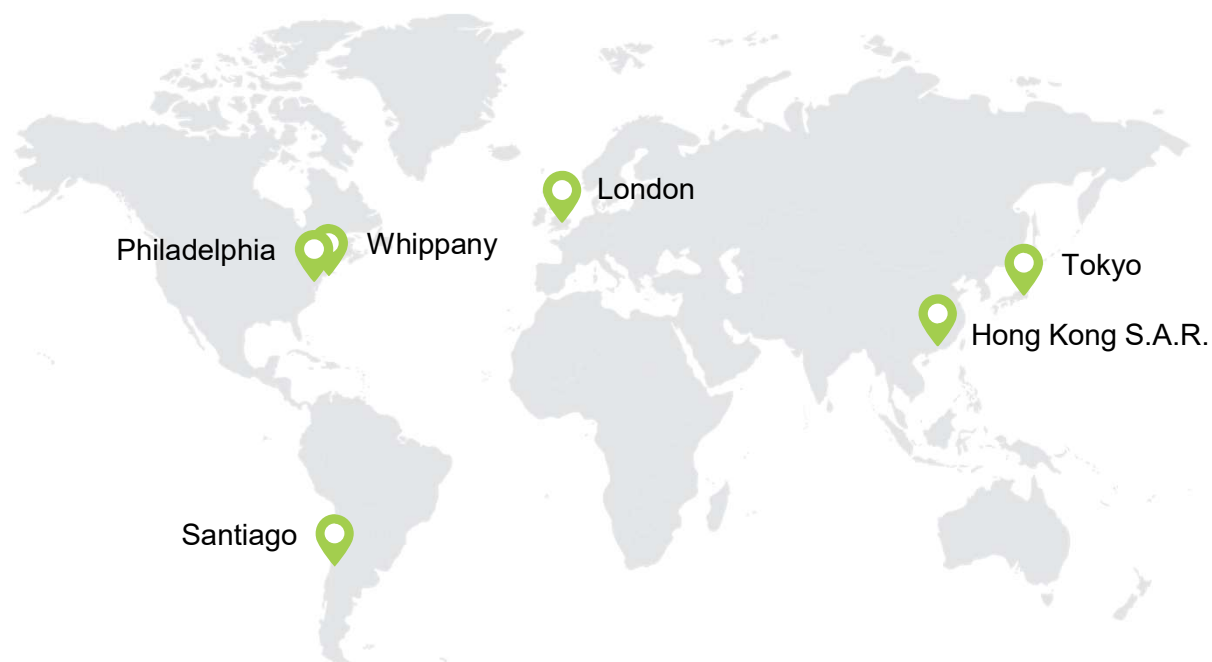 London
Whippany
Philadelphia
Tokyo
Hong Kong S.A.R.
Santiago